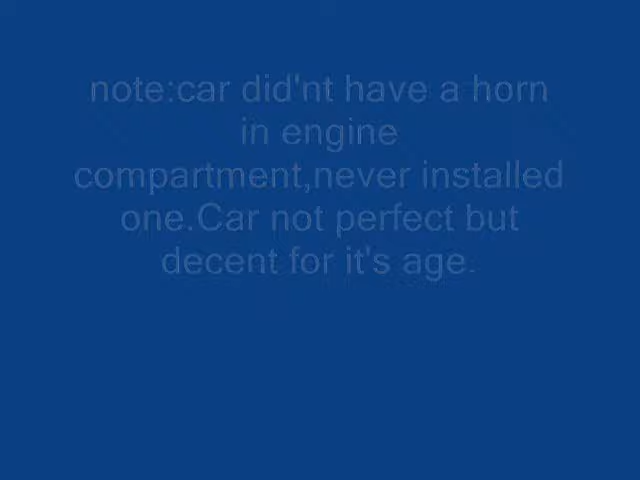 note:car did'nt have a horn
in engine
compartment,never installed
one.Car not perfect but
decent for it's age.